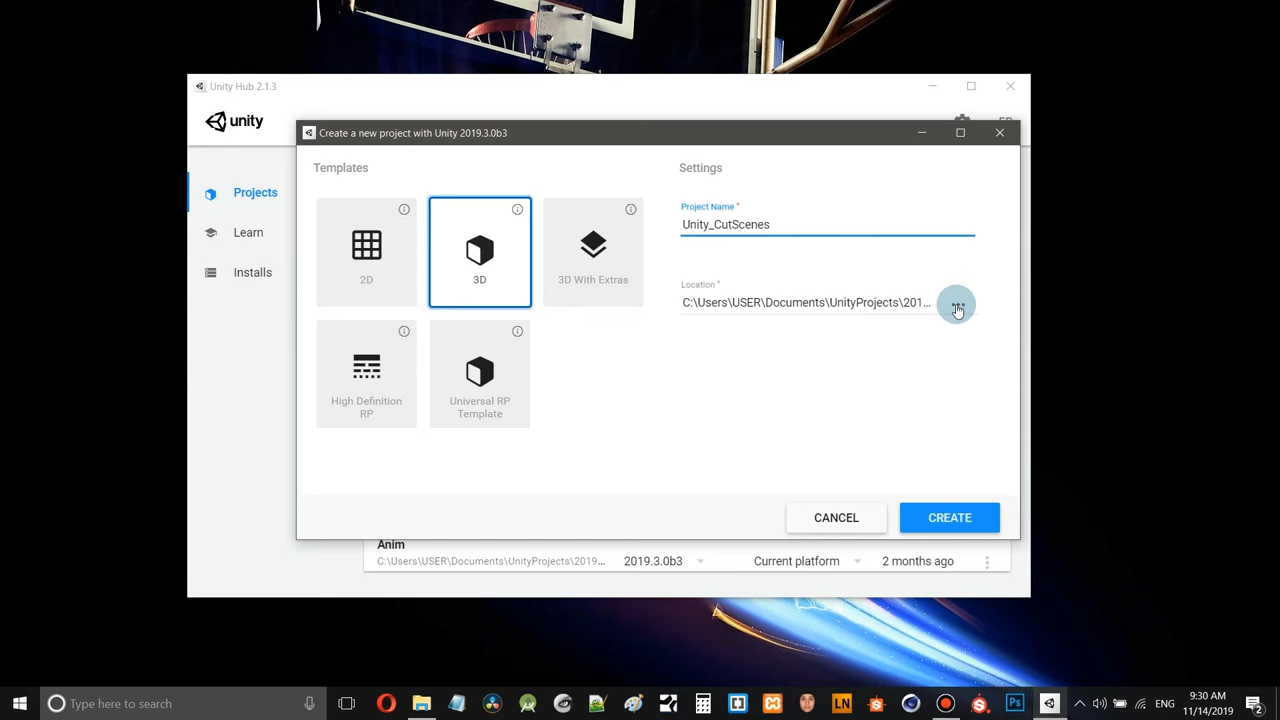 Unity Hub 2.1.3
unity
Create a new project with Unity 2019.3.0b3
Templates
Settings
Projects
Learn
Installs
2D
3D
3D With Extras
High Definition
RP
Universal RP
Template
Project Name *
Unity_CutScenes
Location *
C:\Users\USER\Documents\UnityProjects\201...
CANCEL
CREATE
Anim
C:\Users\USER\Documents\UnityProjects\2019...
2019.3.0b3
Current platform
2 months ago
Type here to search
LN
Ps
ENG
9:30 AM
11/14/2019
2